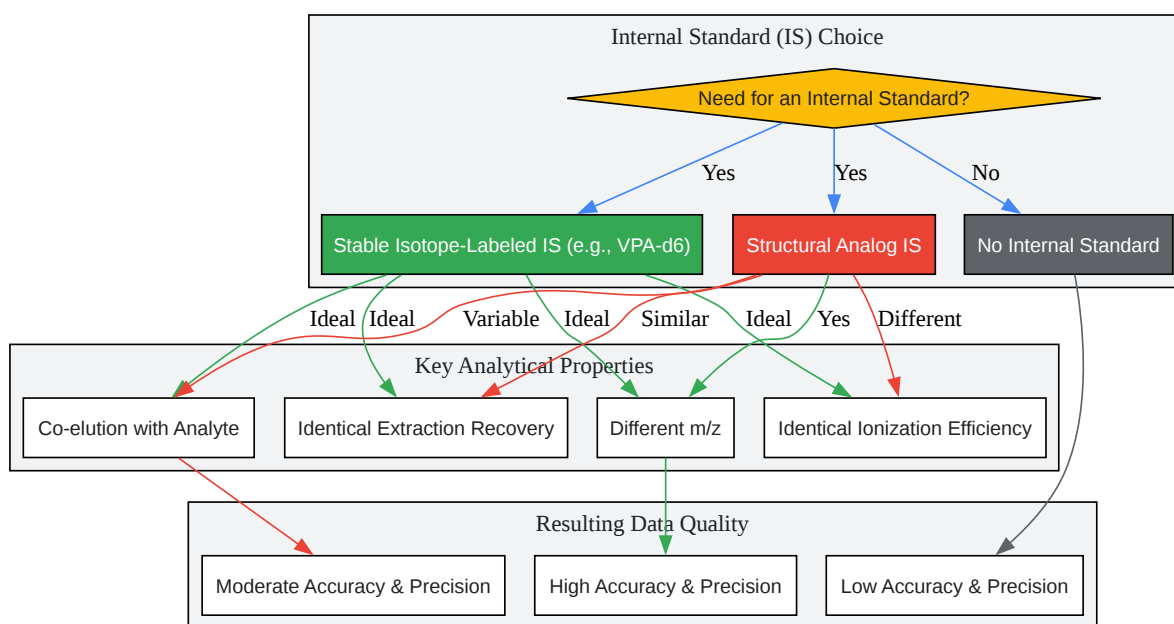 Internal Standard (IS) Choice
Need for an Internal Standard?
Yes
Yes
No
Stable Isotope-Labeled IS (e.g., VPA-d6)
Structural Analog IS
No Internal Standard
Ideal
Ideal
Variable
Ideal
Similar
Ideal
Yes
Different
Key Analytical Properties
Co-elution with Analyte
Identical Extraction Recovery
Different m/z
Identical Ionization Efficiency
Resulting Data Quality
Moderate Accuracy & Precision
High Accuracy & Precision
Low Accuracy & Precision